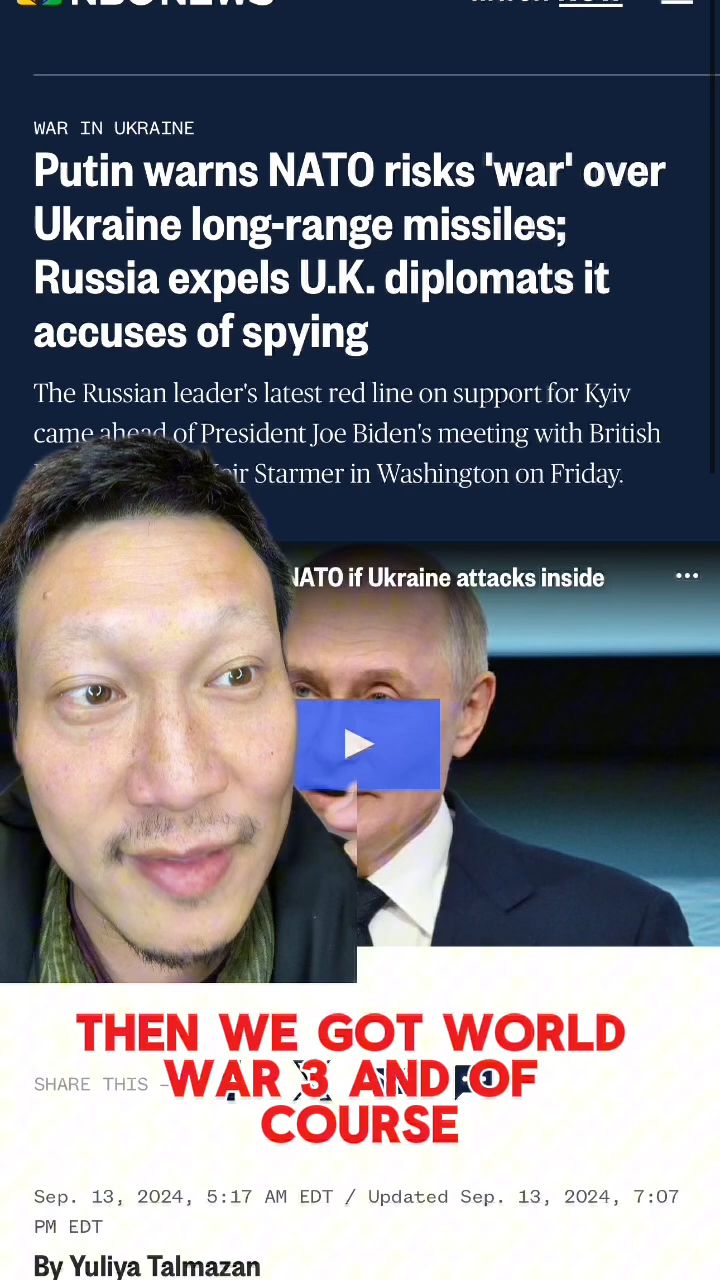 NBC NEWS
WATCH NOW
WAR IN UKRAINE
Putin warns NATO risks 'war' over
Ukraine long-range missiles;
Russia expels U.K. diplomats it
accuses of spying
The Russian leader's latest red line on support for Kyiv
came ahead of President Joe Biden's meeting with British
Starmer in Washington on Friday.
NATO if Ukraine attacks inside
THEN WE GOT WORLD
WAR 3 AND OF
COURSE
SHARE THIS —
Sep. 13, 2024, 5:17 AM EDT / Updated Sep. 13, 2024, 7:07
PM EDT
By Yuliya Talmazan